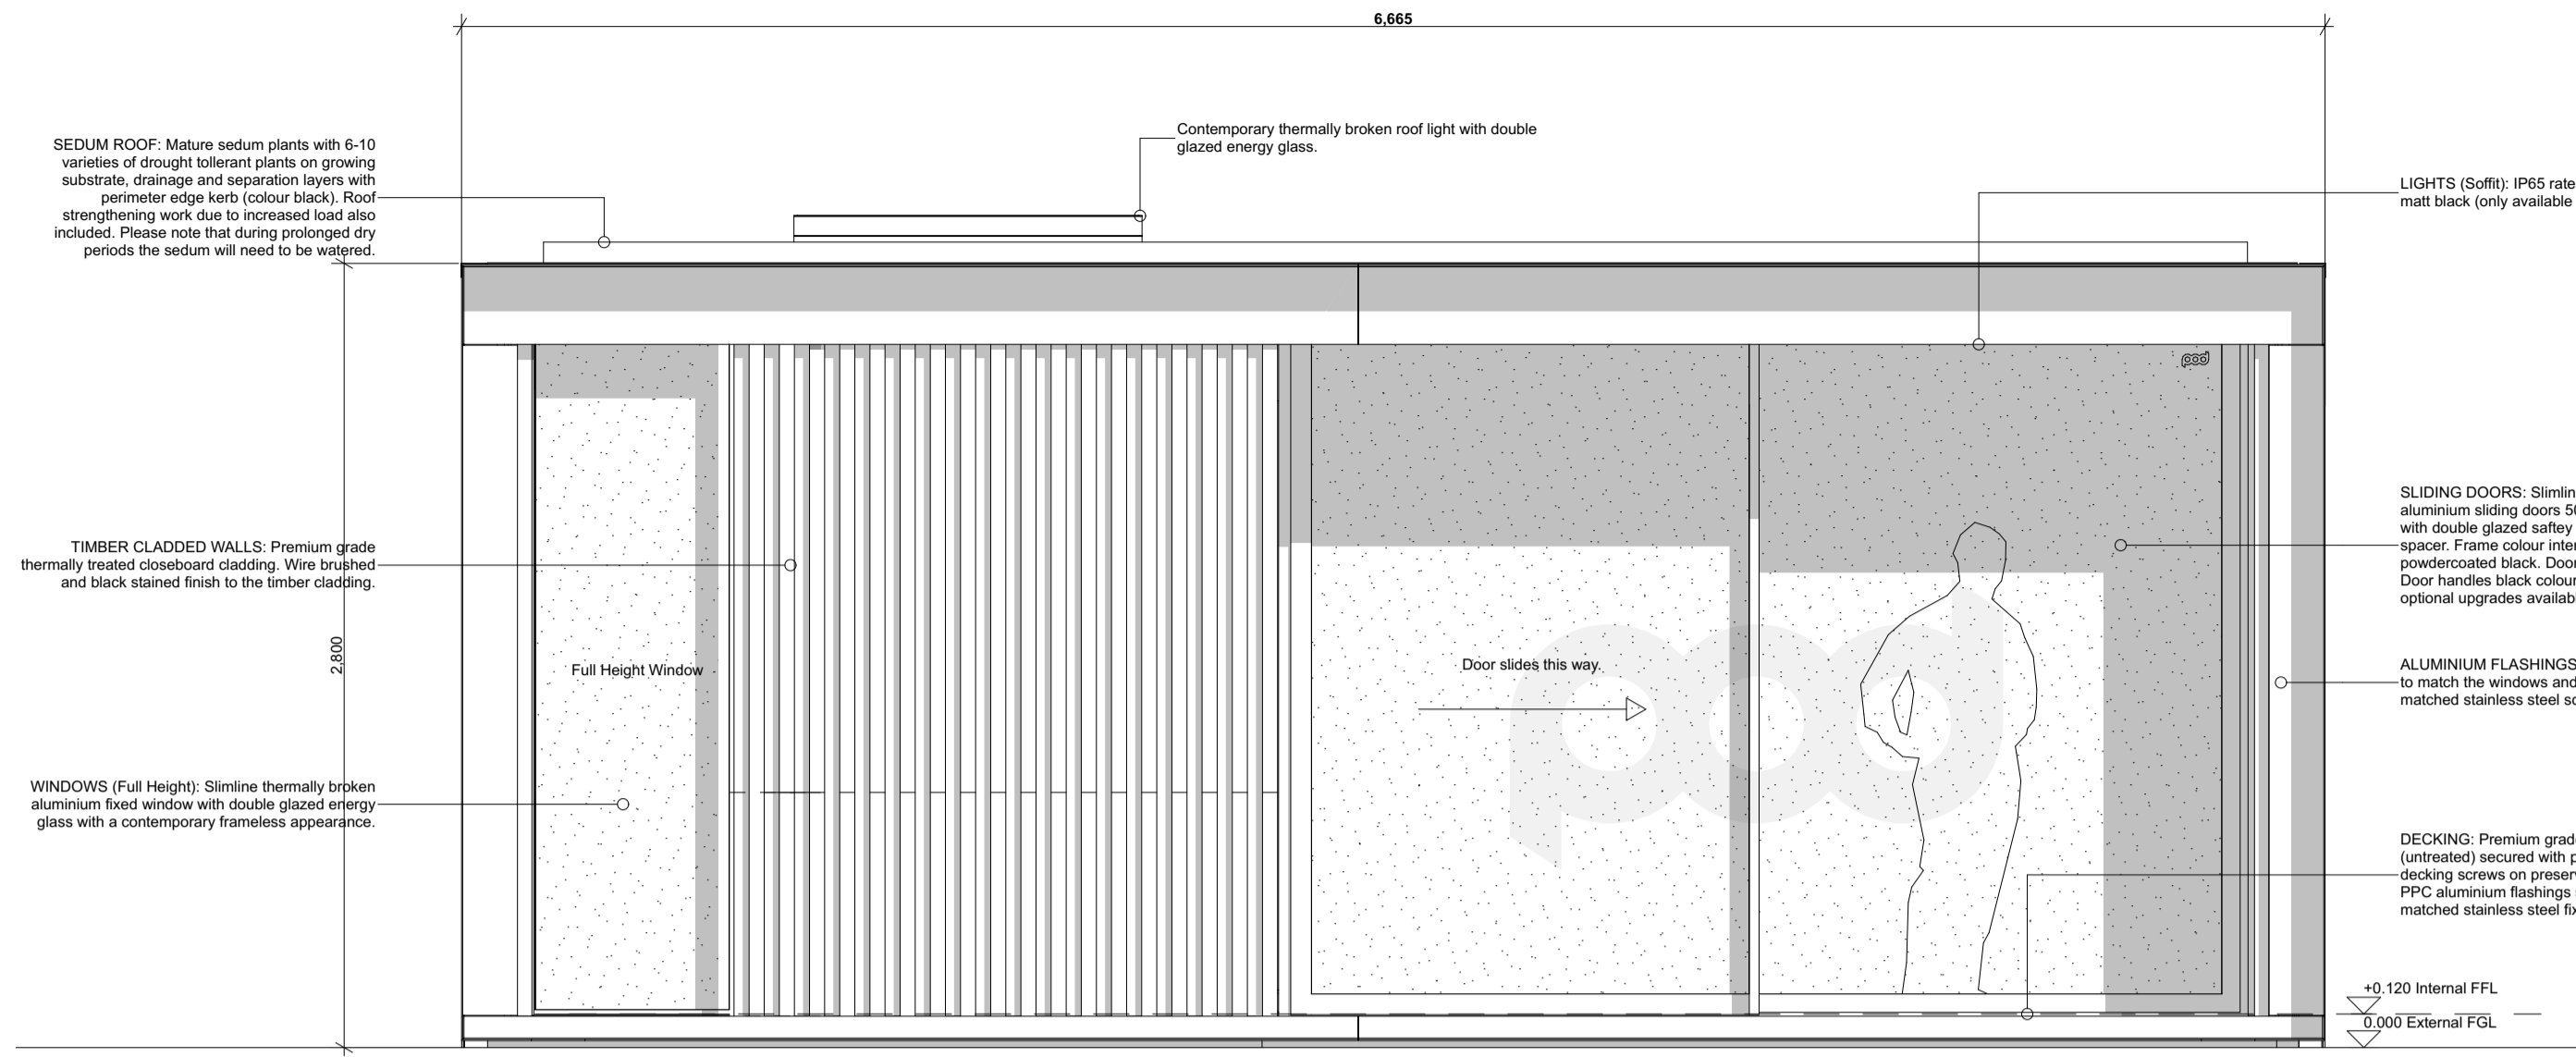 6,665
SEDUM ROOF: Mature sedum plants with 6-10
varieties of drought tollerant plants on growing
substrate, drainage and separation layers with
perimeter edge kerb (colour black). Roof
strengthening work due to increased load also
included. Please note that during prolonged dry
periods the sedum will need to be watered.
Contemporary thermally broken roof light with double
glazed energy glass.
LIGHTS (Soffit): IP65 rate
matt black (only available
pod
TIMBER CLADDED WALLS: Premium grade
thermally treated closeboard cladding. Wire brushed
and black stained finish to the timber cladding.
2,800
WINDOWS (Full Height): Slimline thermally broken
aluminium fixed window with double glazed energy
glass with a contemporary frameless appearance.
Full Height Window
Door slides this way.
pod
SLIDING DOORS: Slimlin
aluminium sliding doors 50
with double glazed saftey
spacer. Frame colour inter
powdercoated black. Door
Door handles black colour
optional upgrades availab
ALUMINIUM FLASHINGS
to match the windows and
matched stainless steel sc
DECKING: Premium grad
(untreated) secured with p
decking screws on preser
PPC aluminium flashings
matched stainless steel fix
+0.120 Internal FFL
0.000 External FGL